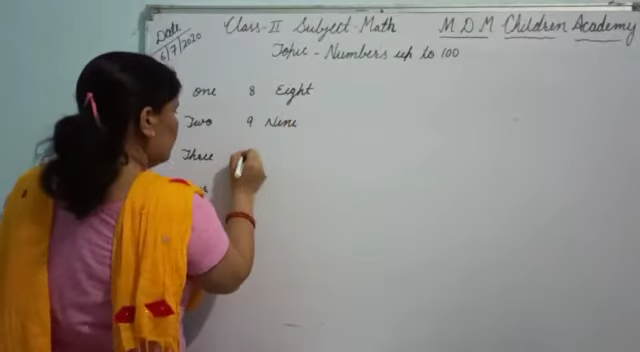 Date
6/7/2020
Class-II Subject-Math
M D M Children Academy
Topic - Numbers up to 100
one 8 Eight
Two 9 Nine
Three